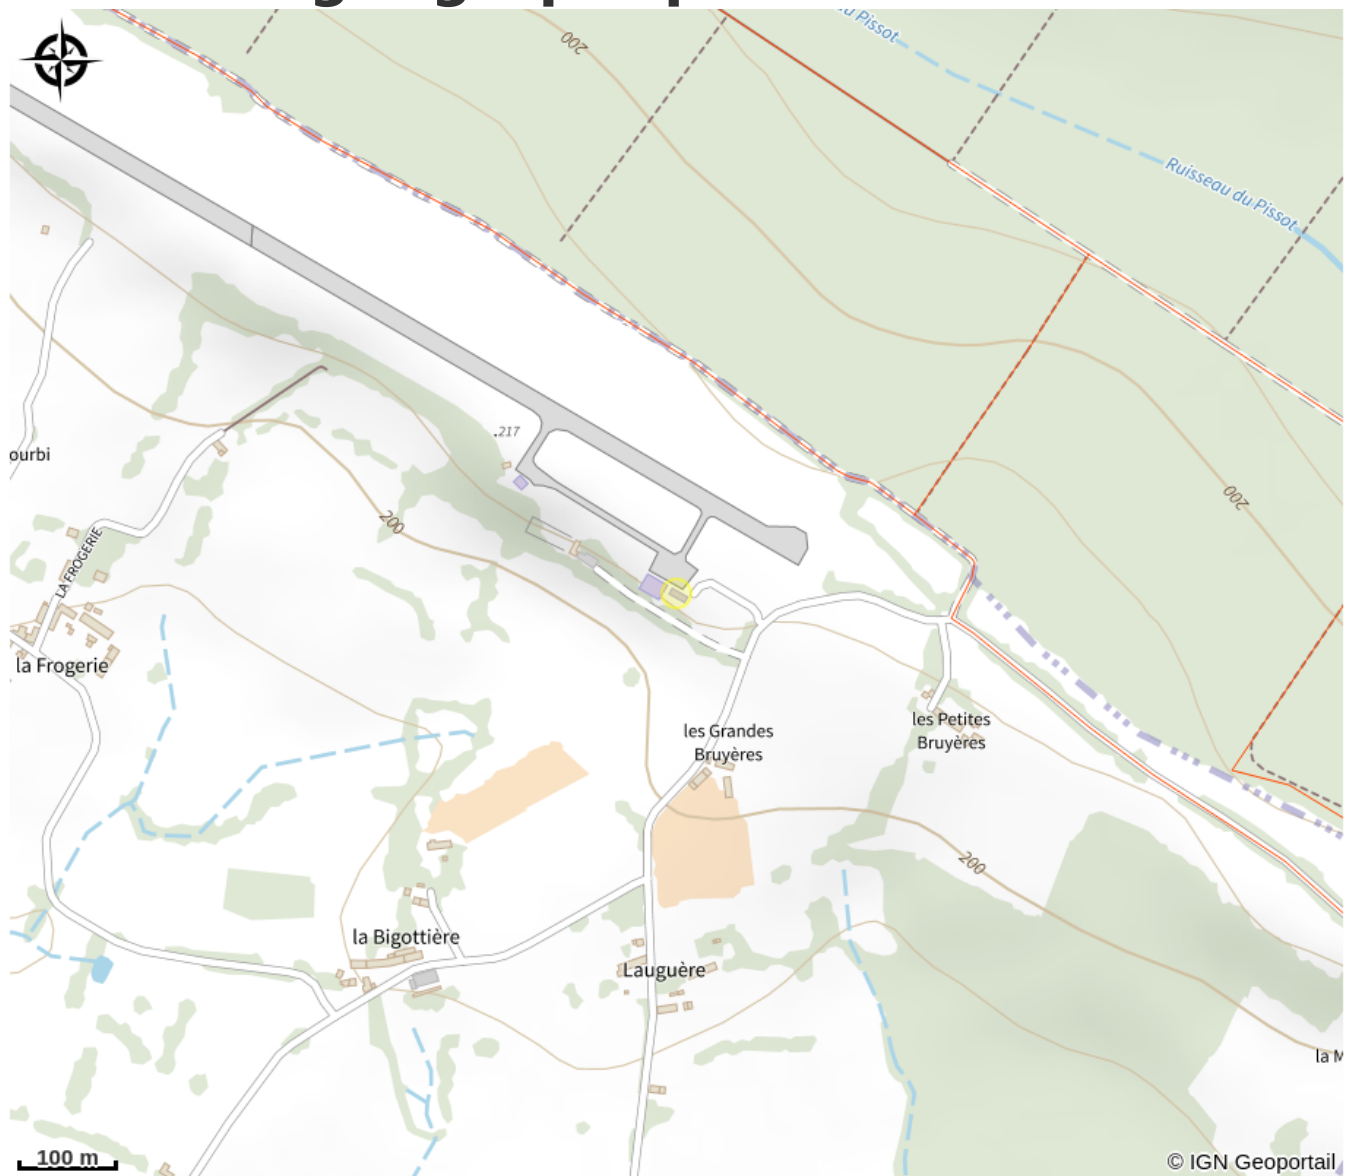 du Pissot
200
Ruisseau du Pissot
.217
ourbi
200
200
LA FROGERIE
la Frogerie
les Grandes
Bruyères
les Petites
Bruyères
200
la Bigottière
Lauguère
la M
100 m
© IGN Geoportail